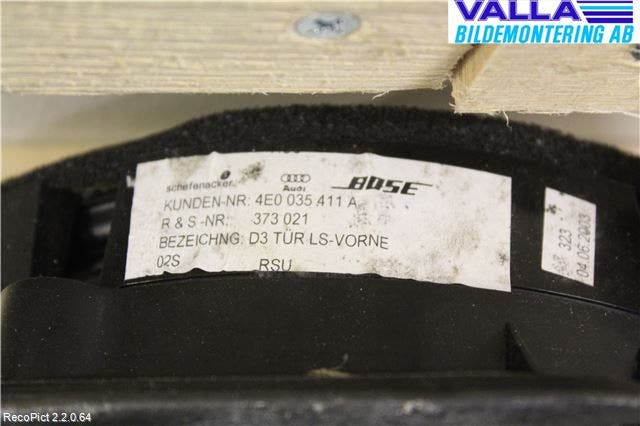 VALLA
BILDEMONTERING AB
schefenacker
Audi
BOSE
KUNDEN-NR: 4E0 035 411 A
R & S -NR: 373 021
BEZEICHNG: D3 TÜR LS-VORNE
02S RSU
323
04.06.2003
RecoPict 2.2.0.64